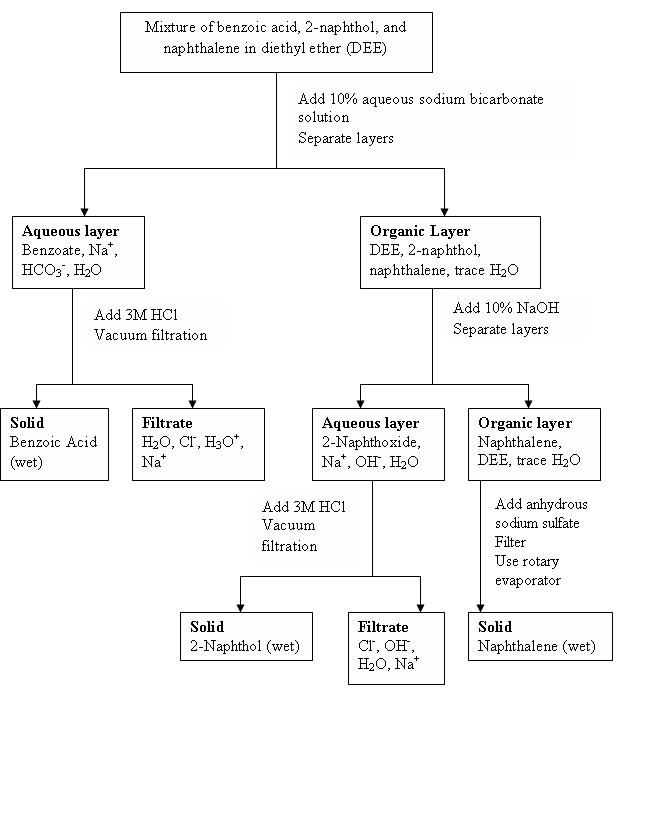 Mixture of benzoic acid, 2-naphthol, and
naphthalene in diethyl ether (DEE)
Add 10% aqueous sodium bicarbonate
solution
Separate layers
Aqueous layer
Benzoate, Na⁺,
HCO₃⁻, H₂O
Organic Layer
DEE, 2-naphthol,
naphthalene, trace H₂O
Add 3M HCl
Vacuum filtration
Add 10% NaOH
Separate layers
Solid
Benzoic Acid
(wet)
Filtrate
H₂O, Cl⁻, H₃O⁺,
Na⁺
Aqueous layer
2-Naphthoxide,
Na⁺, OH⁻, H₂O
Organic layer
Naphthalene,
DEE, trace H₂O
Add 3M HCl
Vacuum
filtration
Add anhydrous
sodium sulfate
Filter
Use rotary
evaporator
Solid
2-Naphthol (wet)
Filtrate
Cl⁻, OH⁻,
H₂O, Na⁺
Solid
Naphthalene (wet)